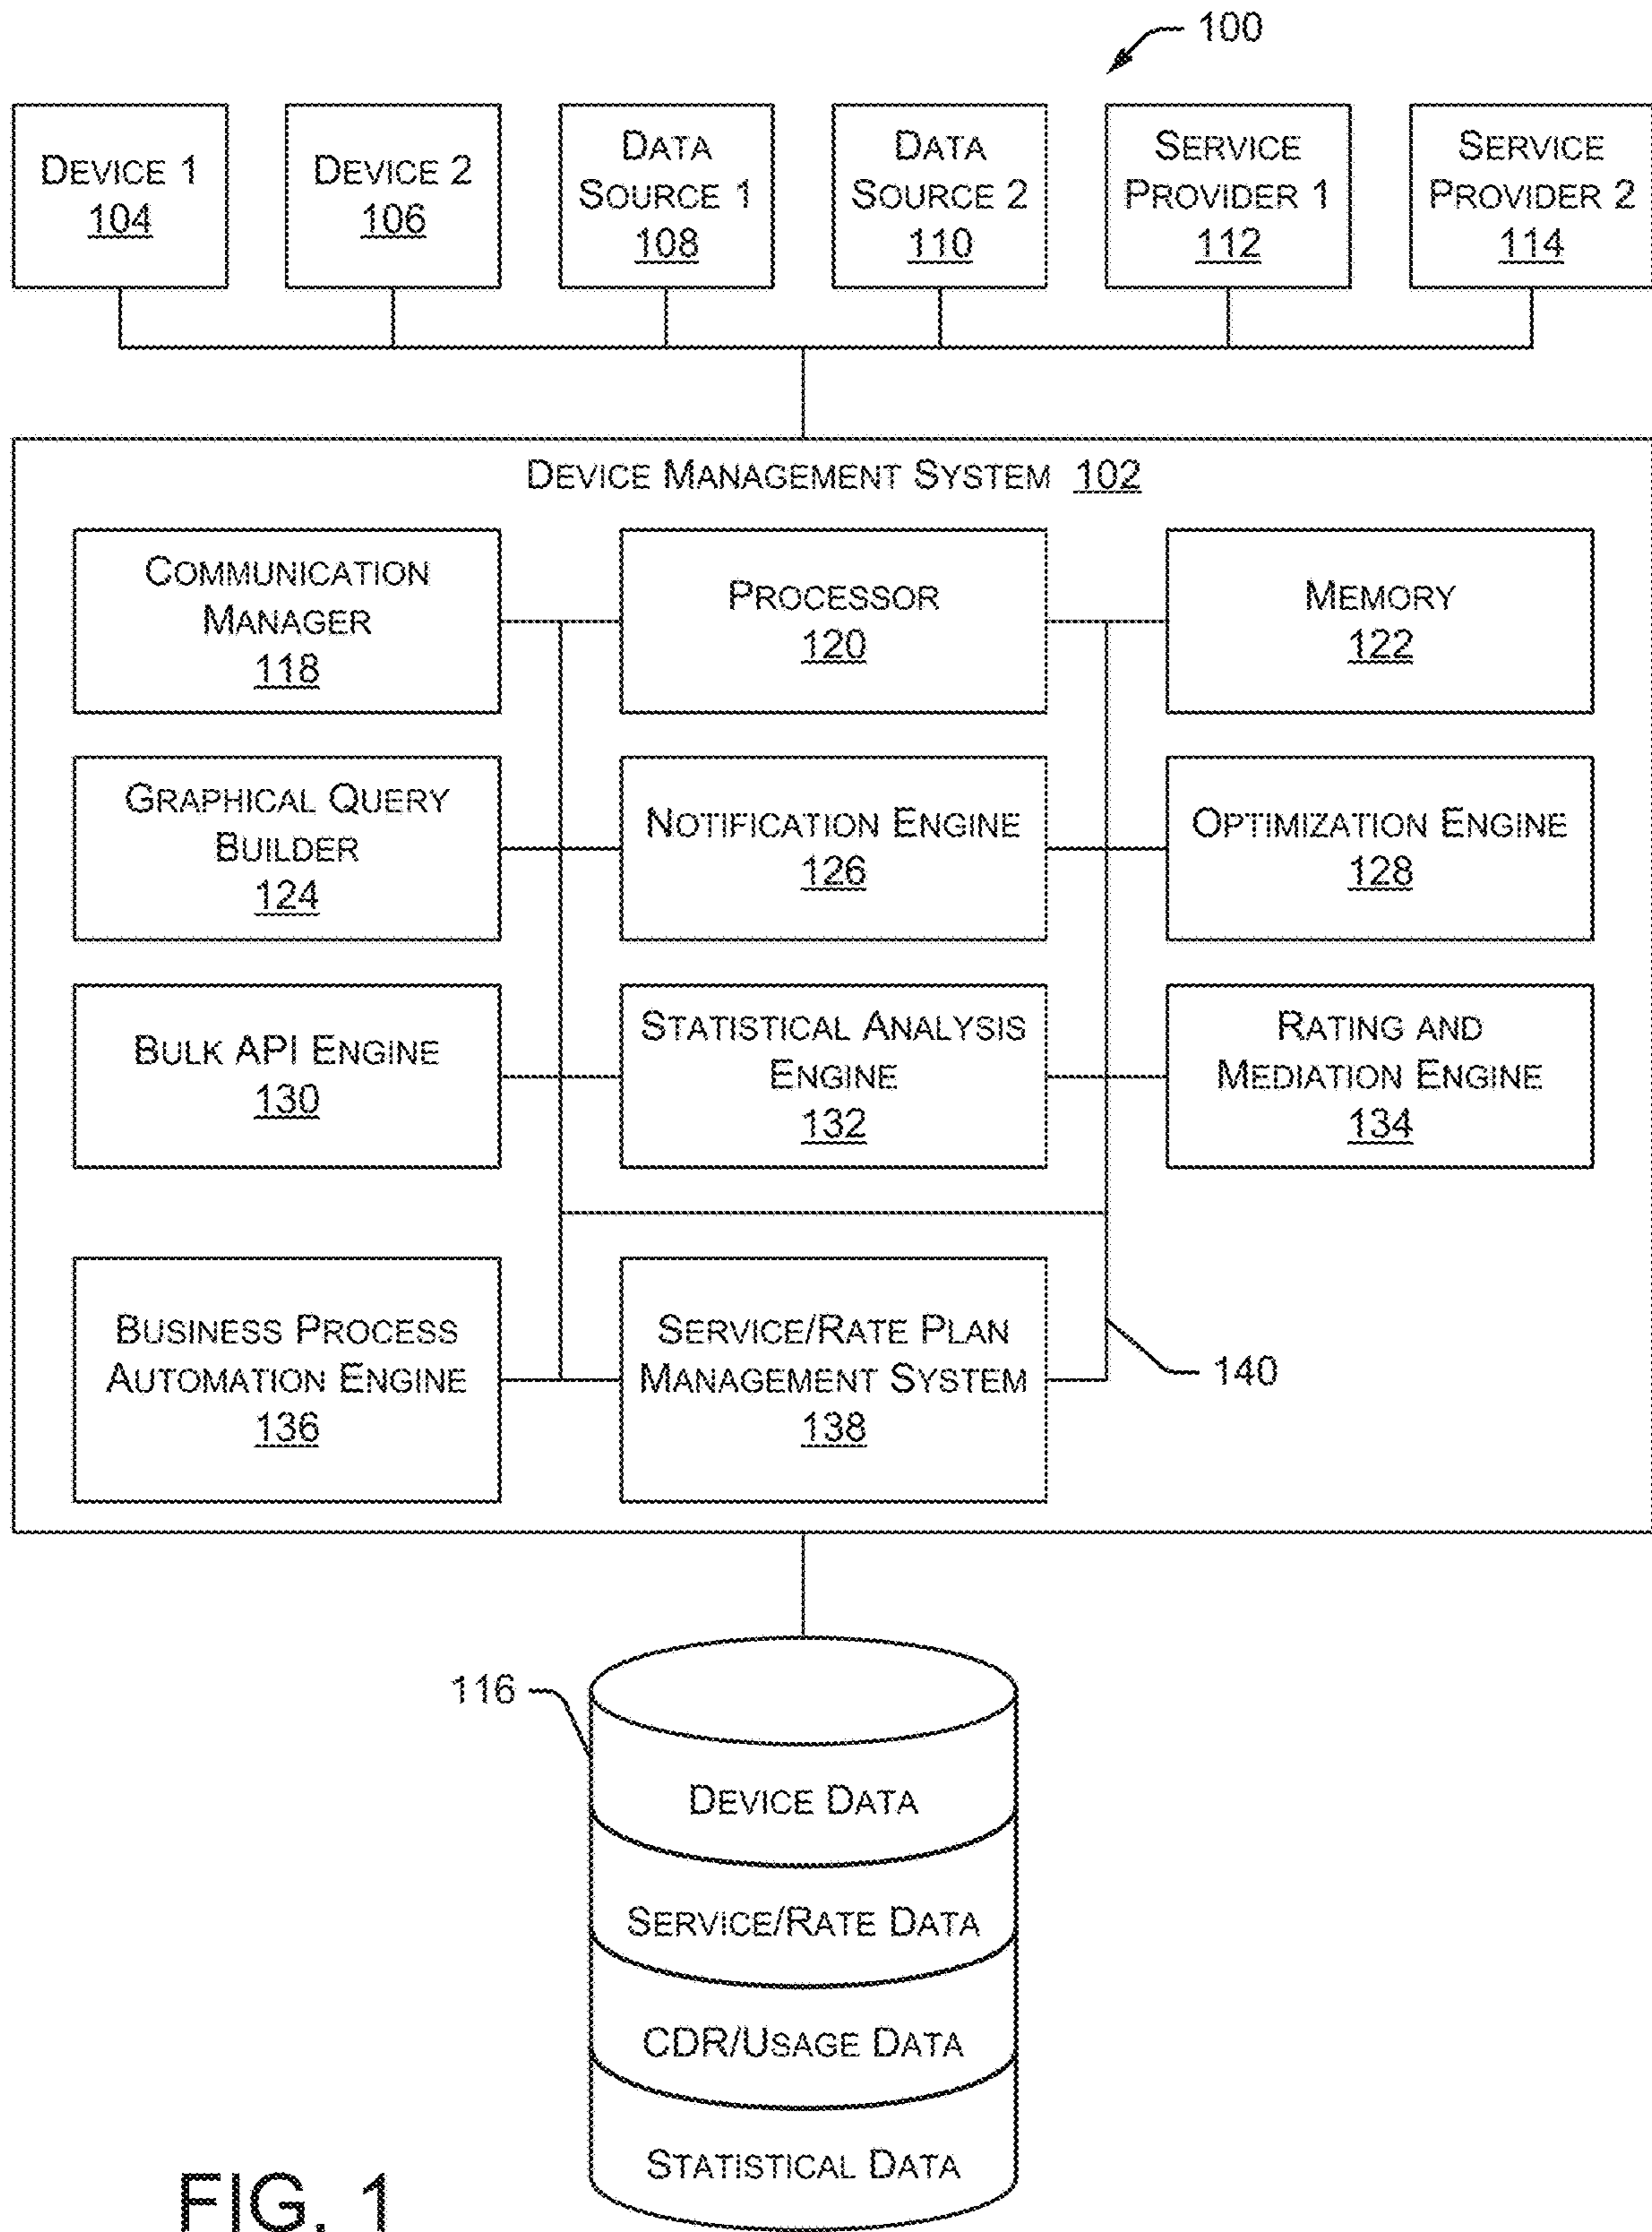 100
DEVICE 1
104
DEVICE 2
106
DATA
SOURCE 1
108
DATA
SOURCE 2
110
SERVICE
PROVIDER 1
112
SERVICE
PROVIDER 2
114
DEVICE MANAGEMENT SYSTEM 102
COMMUNICATION
MANAGER
118
PROCESSOR
120
MEMORY
122
GRAPHICAL QUERY
BUILDER
124
NOTIFICATION ENGINE
126
OPTIMIZATION ENGINE
128
BULK API ENGINE
130
STATISTICAL ANALYSIS
ENGINE
132
RATING AND
MEDIATION ENGINE
134
BUSINESS PROCESS
AUTOMATION ENGINE
136
SERVICE/RATE PLAN
MANAGEMENT SYSTEM
138
140
116
DEVICE DATA
SERVICE/RATE DATA
CDR/USAGE DATA
STATISTICAL DATA
FIG. 1